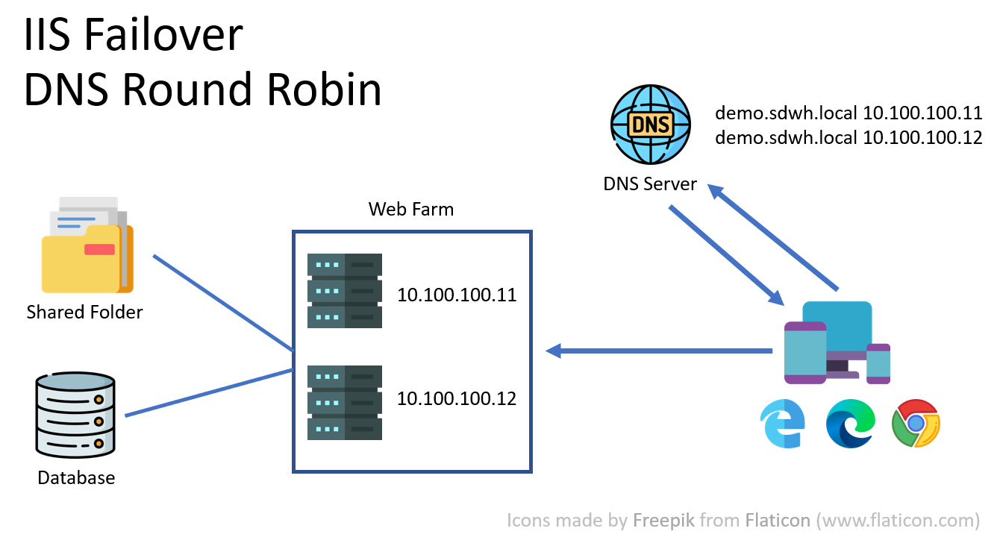 IIS Failover
DNS Round Robin
DNS
demo.sdwh.local 10.100.100.11
demo.sdwh.local 10.100.100.12
DNS Server
Web Farm
10.100.100.11
10.100.100.12
Shared Folder
Database
Icons made by Freepik from Flaticon (www.flaticon.com)